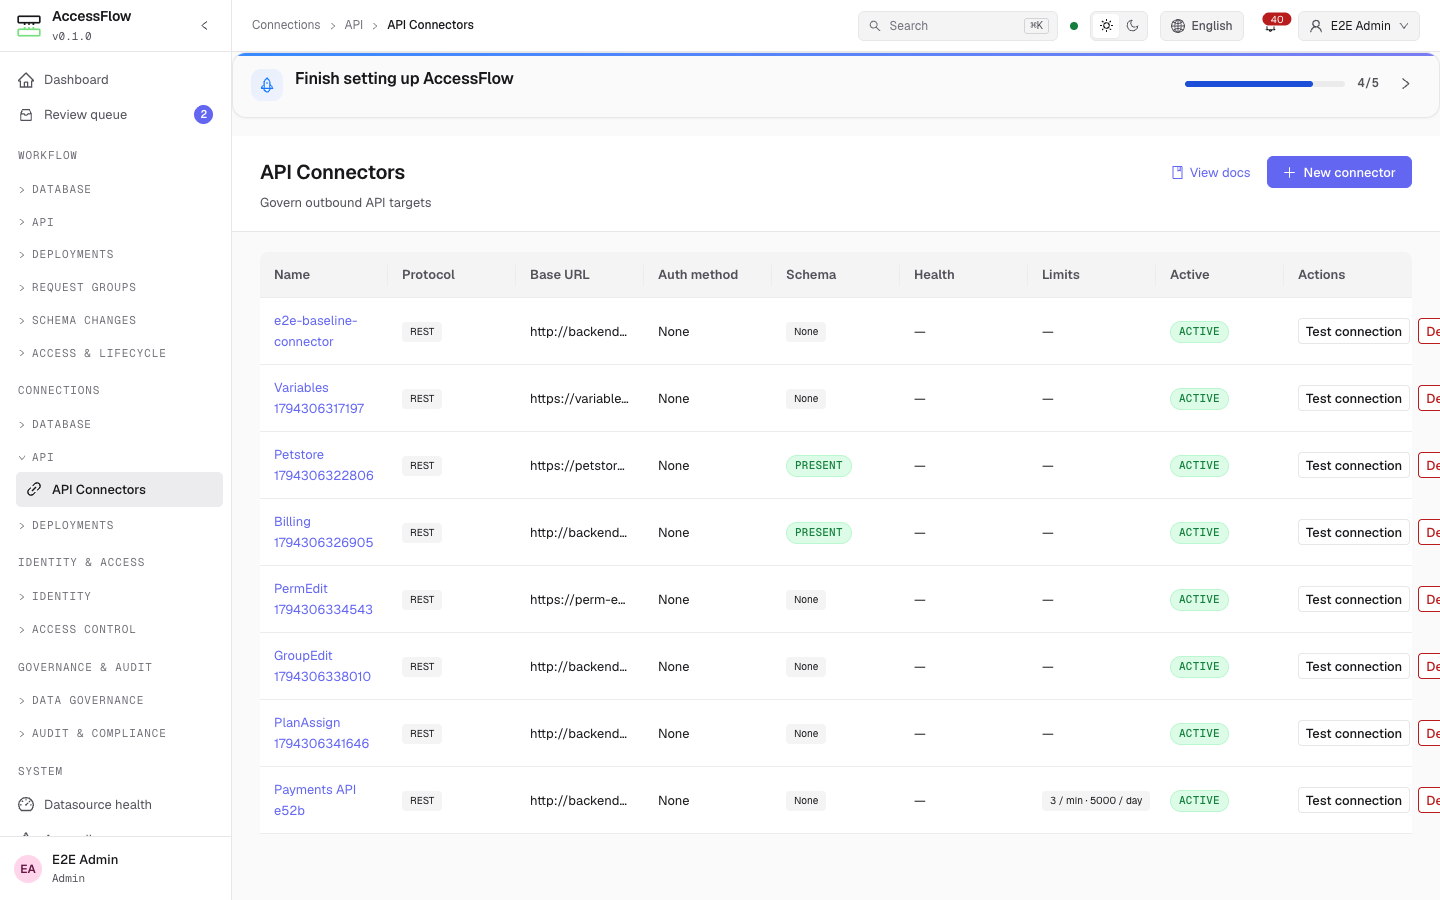 AccessFlow
v0.1.0
Connections
API
API Connectors
Search
⌘K
English
40
E2E Admin
Dashboard
Review queue
2
WORKFLOW
DATABASE
API
DEPLOYMENTS
REQUEST GROUPS
SCHEMA CHANGES
ACCESS & LIFECYCLE
CONNECTIONS
DATABASE
API
API Connectors
DEPLOYMENTS
IDENTITY & ACCESS
IDENTITY
ACCESS CONTROL
GOVERNANCE & AUDIT
DATA GOVERNANCE
AUDIT & COMPLIANCE
SYSTEM
Datasource health
E2E Admin
Admin
EA
Finish setting up AccessFlow
4/5
API Connectors
Govern outbound API targets
View docs
New connector
Name Protocol Base URL Auth method Schema Health Limits Active Actions
e2e-baseline-
connector
REST http://backend… None None — — ACTIVE Test connection De
Variables
1794306317197
REST https://variable… None None — — ACTIVE Test connection De
Petstore
1794306322806
REST https://petstor… None PRESENT — — ACTIVE Test connection De
Billing
1794306326905
REST http://backend… None PRESENT — — ACTIVE Test connection De
PermEdit
1794306334543
REST https://perm-e… None None — — ACTIVE Test connection De
GroupEdit
1794306338010
REST http://backend… None None — — ACTIVE Test connection De
PlanAssign
1794306341646
REST http://backend… None None — — ACTIVE Test connection De
Payments API
e52b
REST http://backend… None None — 3 / min · 5000 / day ACTIVE Test connection De